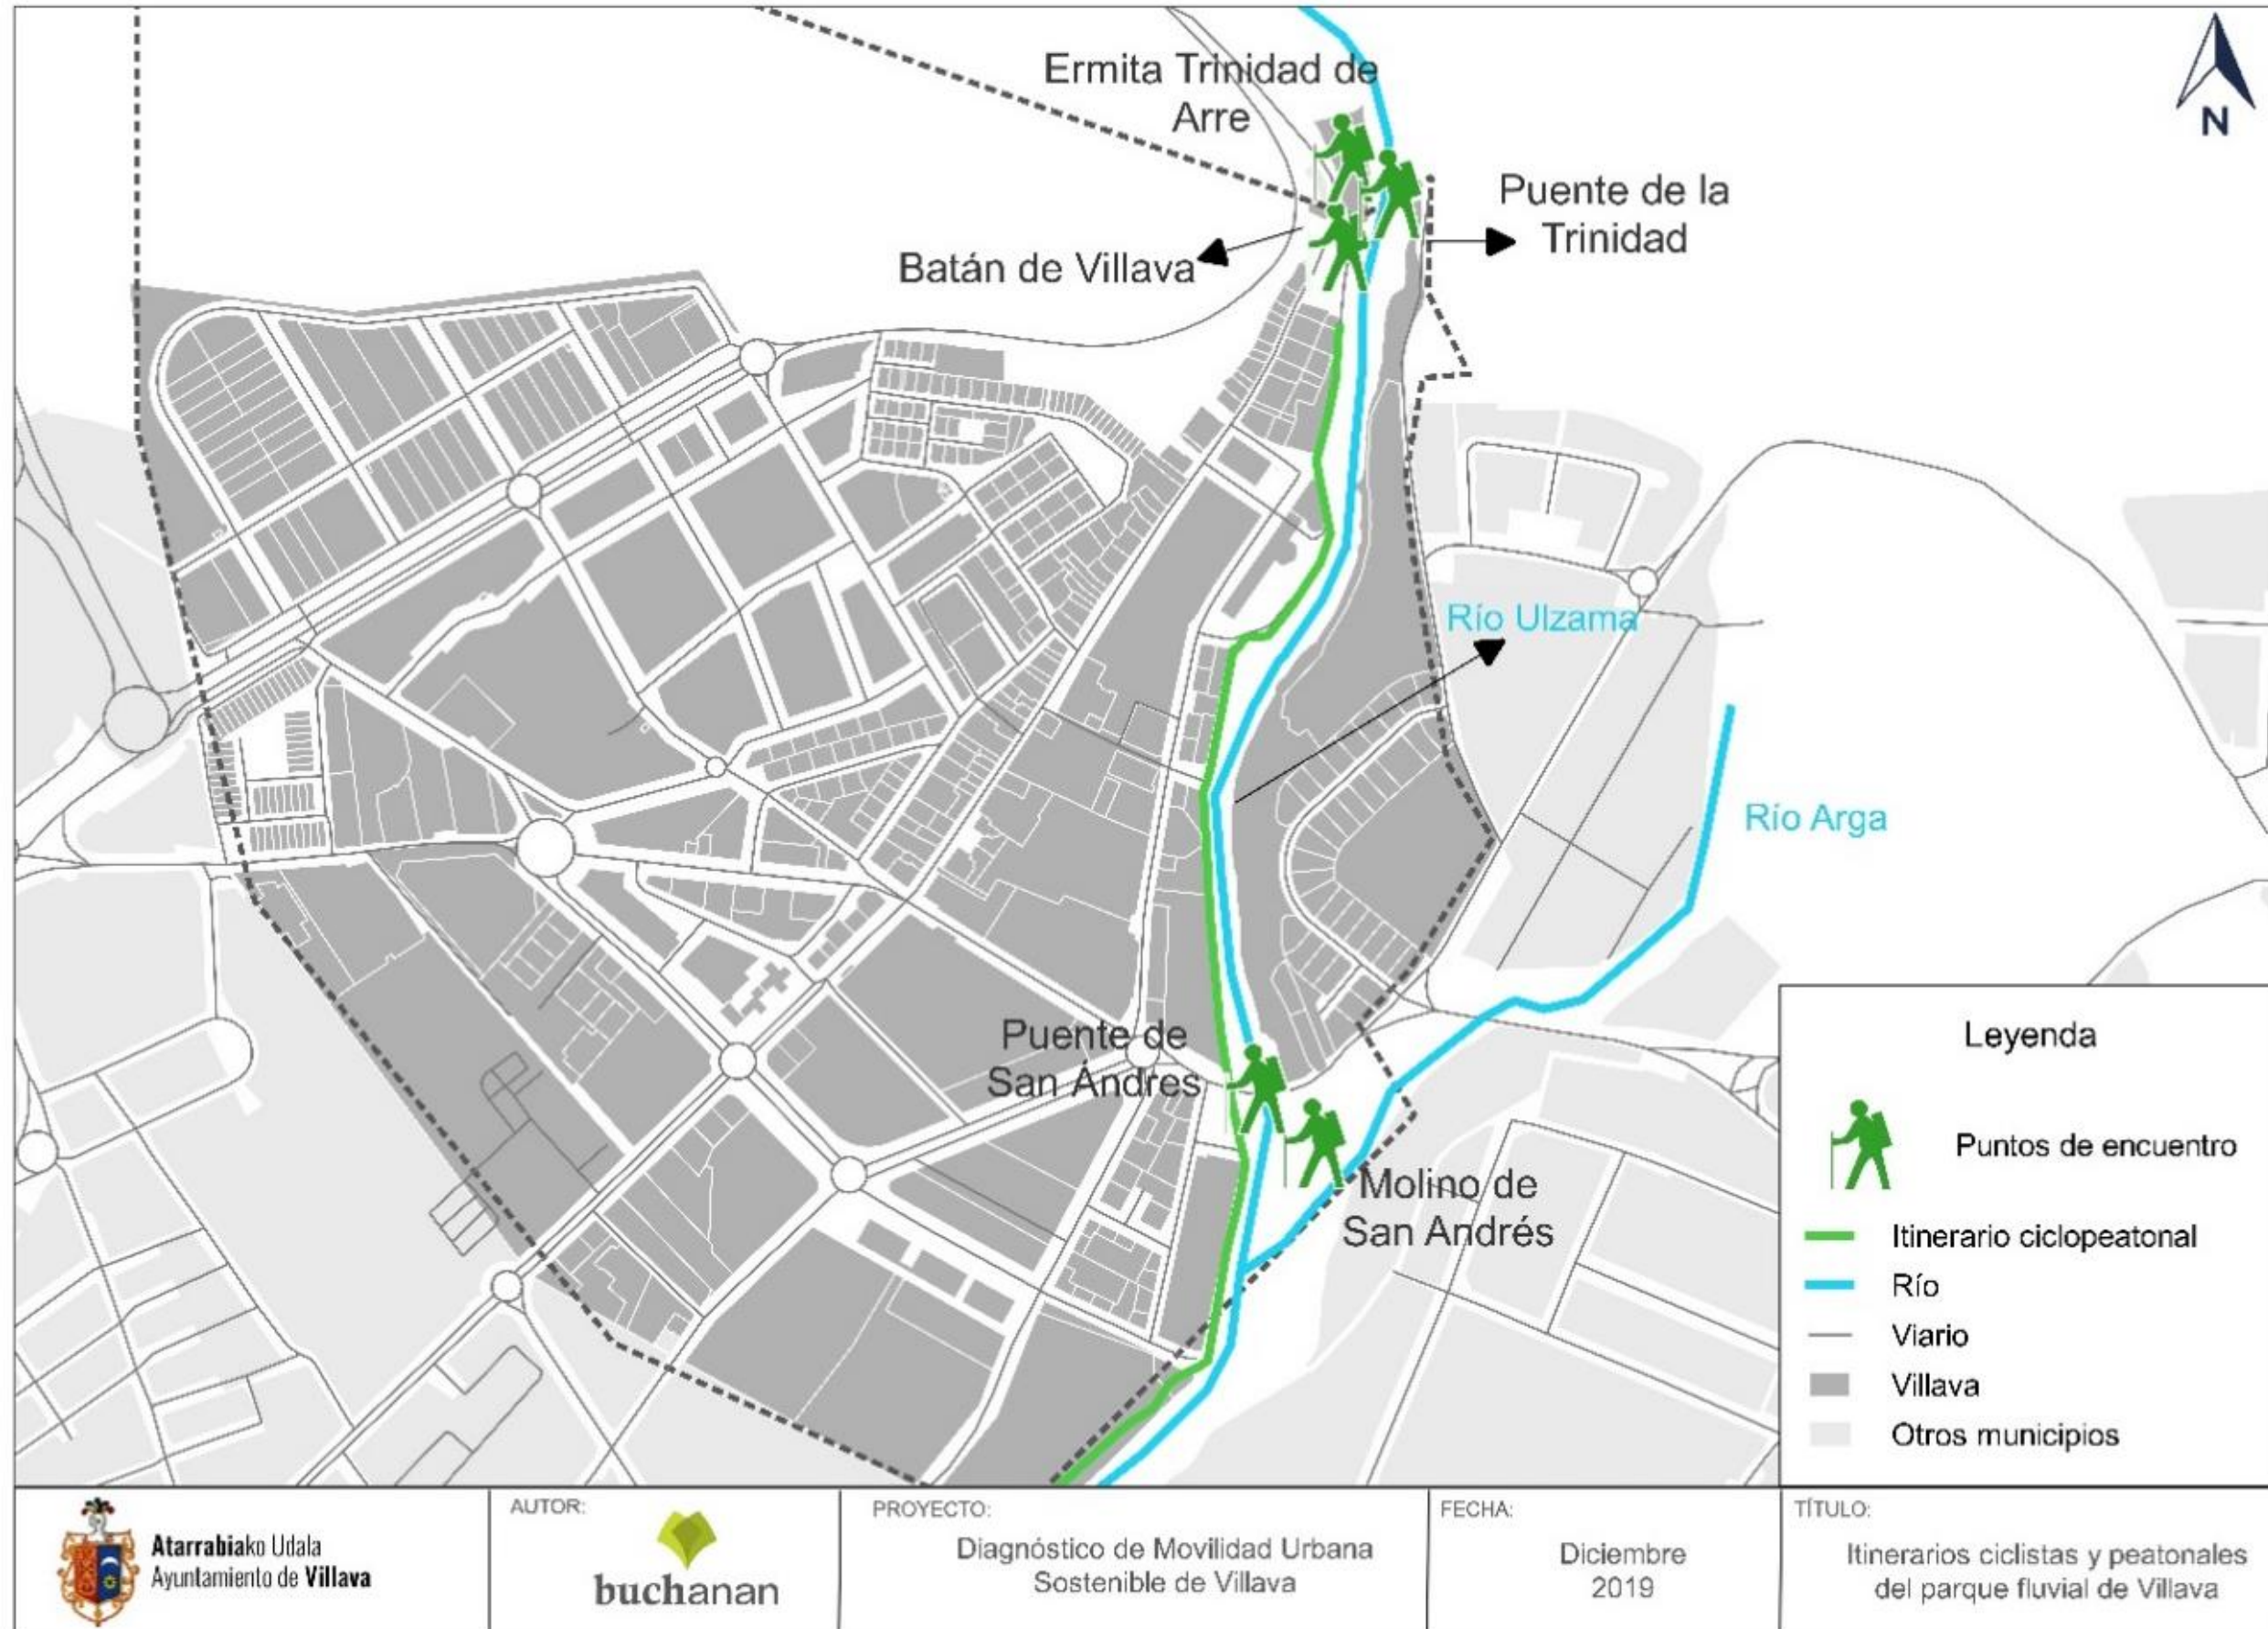 Ermita Trinidad de
Arre
N
Puente de la
Trinidad
Batán de Villava
Río Ulzama
Río Arga
Puente de
San Ándres
Molino de
San Andrés
Leyenda
Puntos de encuentro
Itinerario ciclopeatonal
Río
Viario
Villava
Otros municipios
Atarrabiako Udala
Ayuntamiento de Villava
AUTOR:
buchanan
PROYECTO:
Diagnóstico de Movilidad Urbana
Sostenible de Villava
FECHA:
Diciembre
2019
TÍTULO:
Itinerarios ciclistas y peatonales
del parque fluvial de Villava